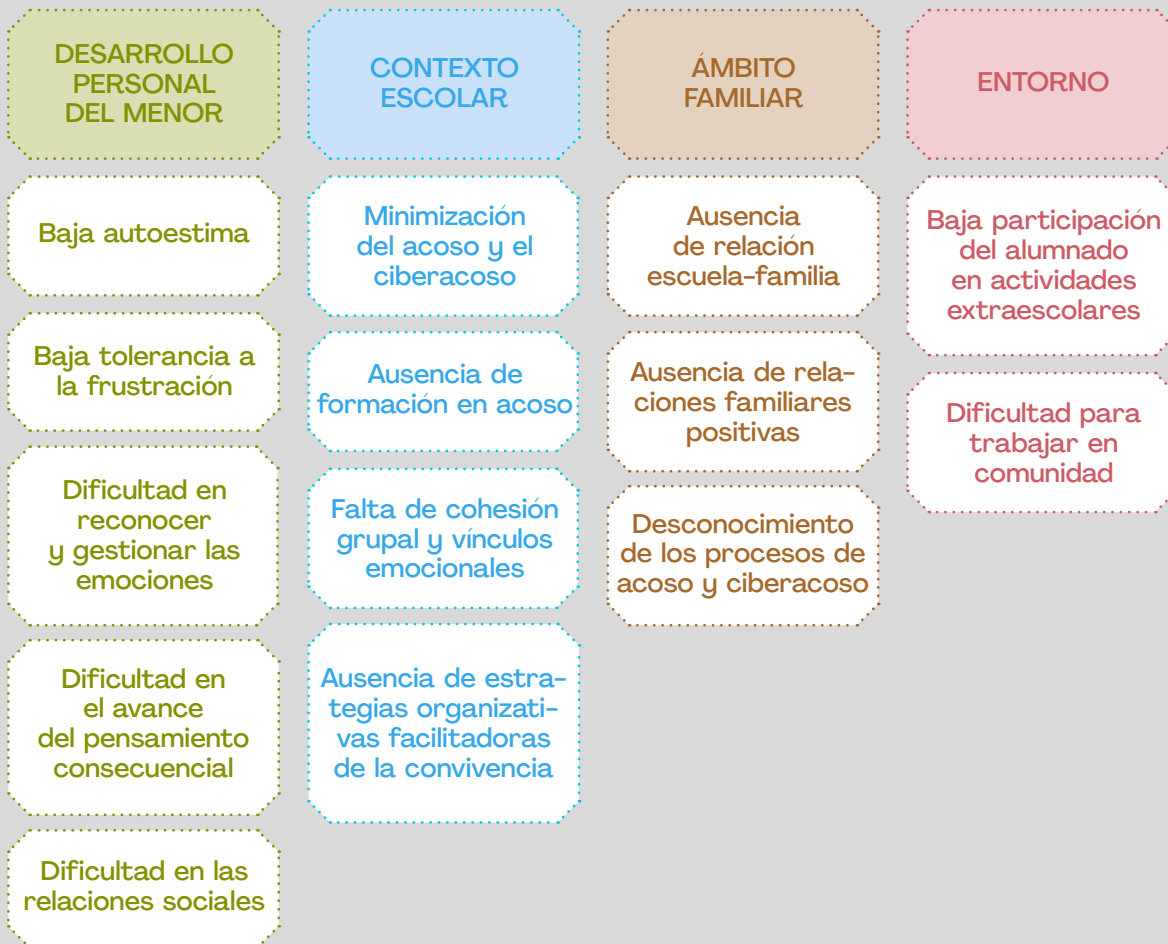 DESARROLLO
PERSONAL
DEL MENOR
Baja autoestima
Baja tolerancia a
la frustración
Dificultad en
reconocer
y gestionar las
emociones
Dificultad en
el avance
del pensamiento
consecuencial
Dificultad en las
relaciones sociales
CONTEXTO
ESCOLAR
Minimización
del acoso y el
ciberacoso
Ausencia de
formación en acoso
Falta de cohesión
grupal y vínculos
emocionales
Ausencia de estra-
tegias organizati-
vas facilitadoras
de la convivencia
ÁMBITO
FAMILIAR
Ausencia
de relación
escuela-familia
Ausencia de rela-
ciones familiares
positivas
Desconocimiento
de los procesos de
acoso y ciberacoso
ENTORNO
Baja participación
del alumnado
en actividades
extraescolares
Dificultad para
trabajar en
comunidad